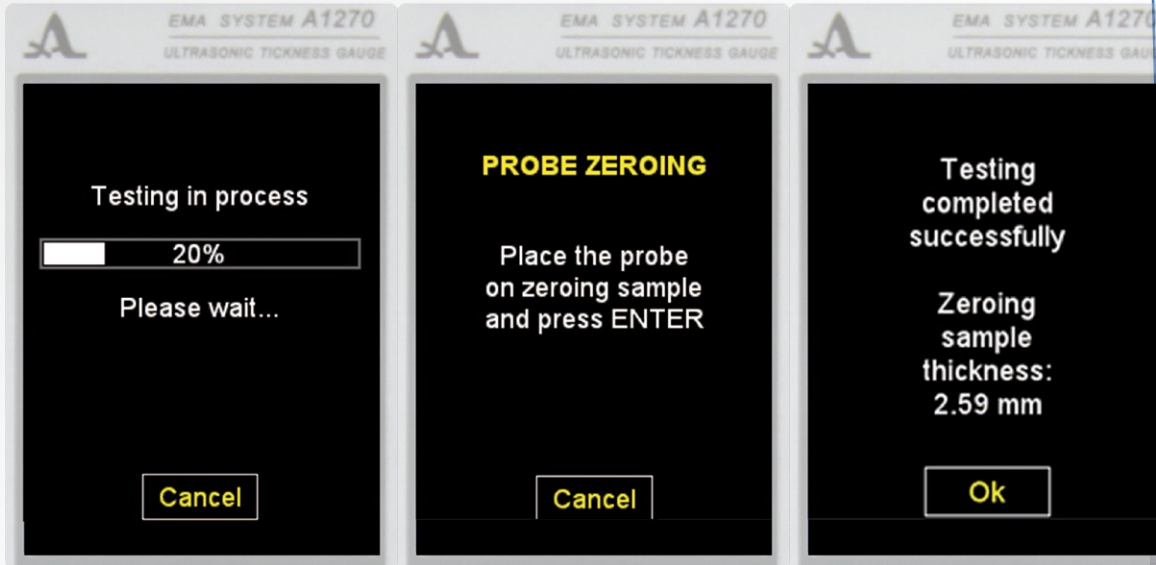 EMA SYSTEM A1270
ULTRASONIC TICKNESS GAUGE
Testing in process
20%
Please wait...
Cancel
EMA SYSTEM A1270
ULTRASONIC TICKNESS GAUGE
PROBE ZEROING
Place the probe
on zeroing sample
and press ENTER
Cancel
EMA SYSTEM A1270
ULTRASONIC TICKNESS
Testing
completed
successfully
Zeroing
sample
thickness:
2.59 mm
Ok